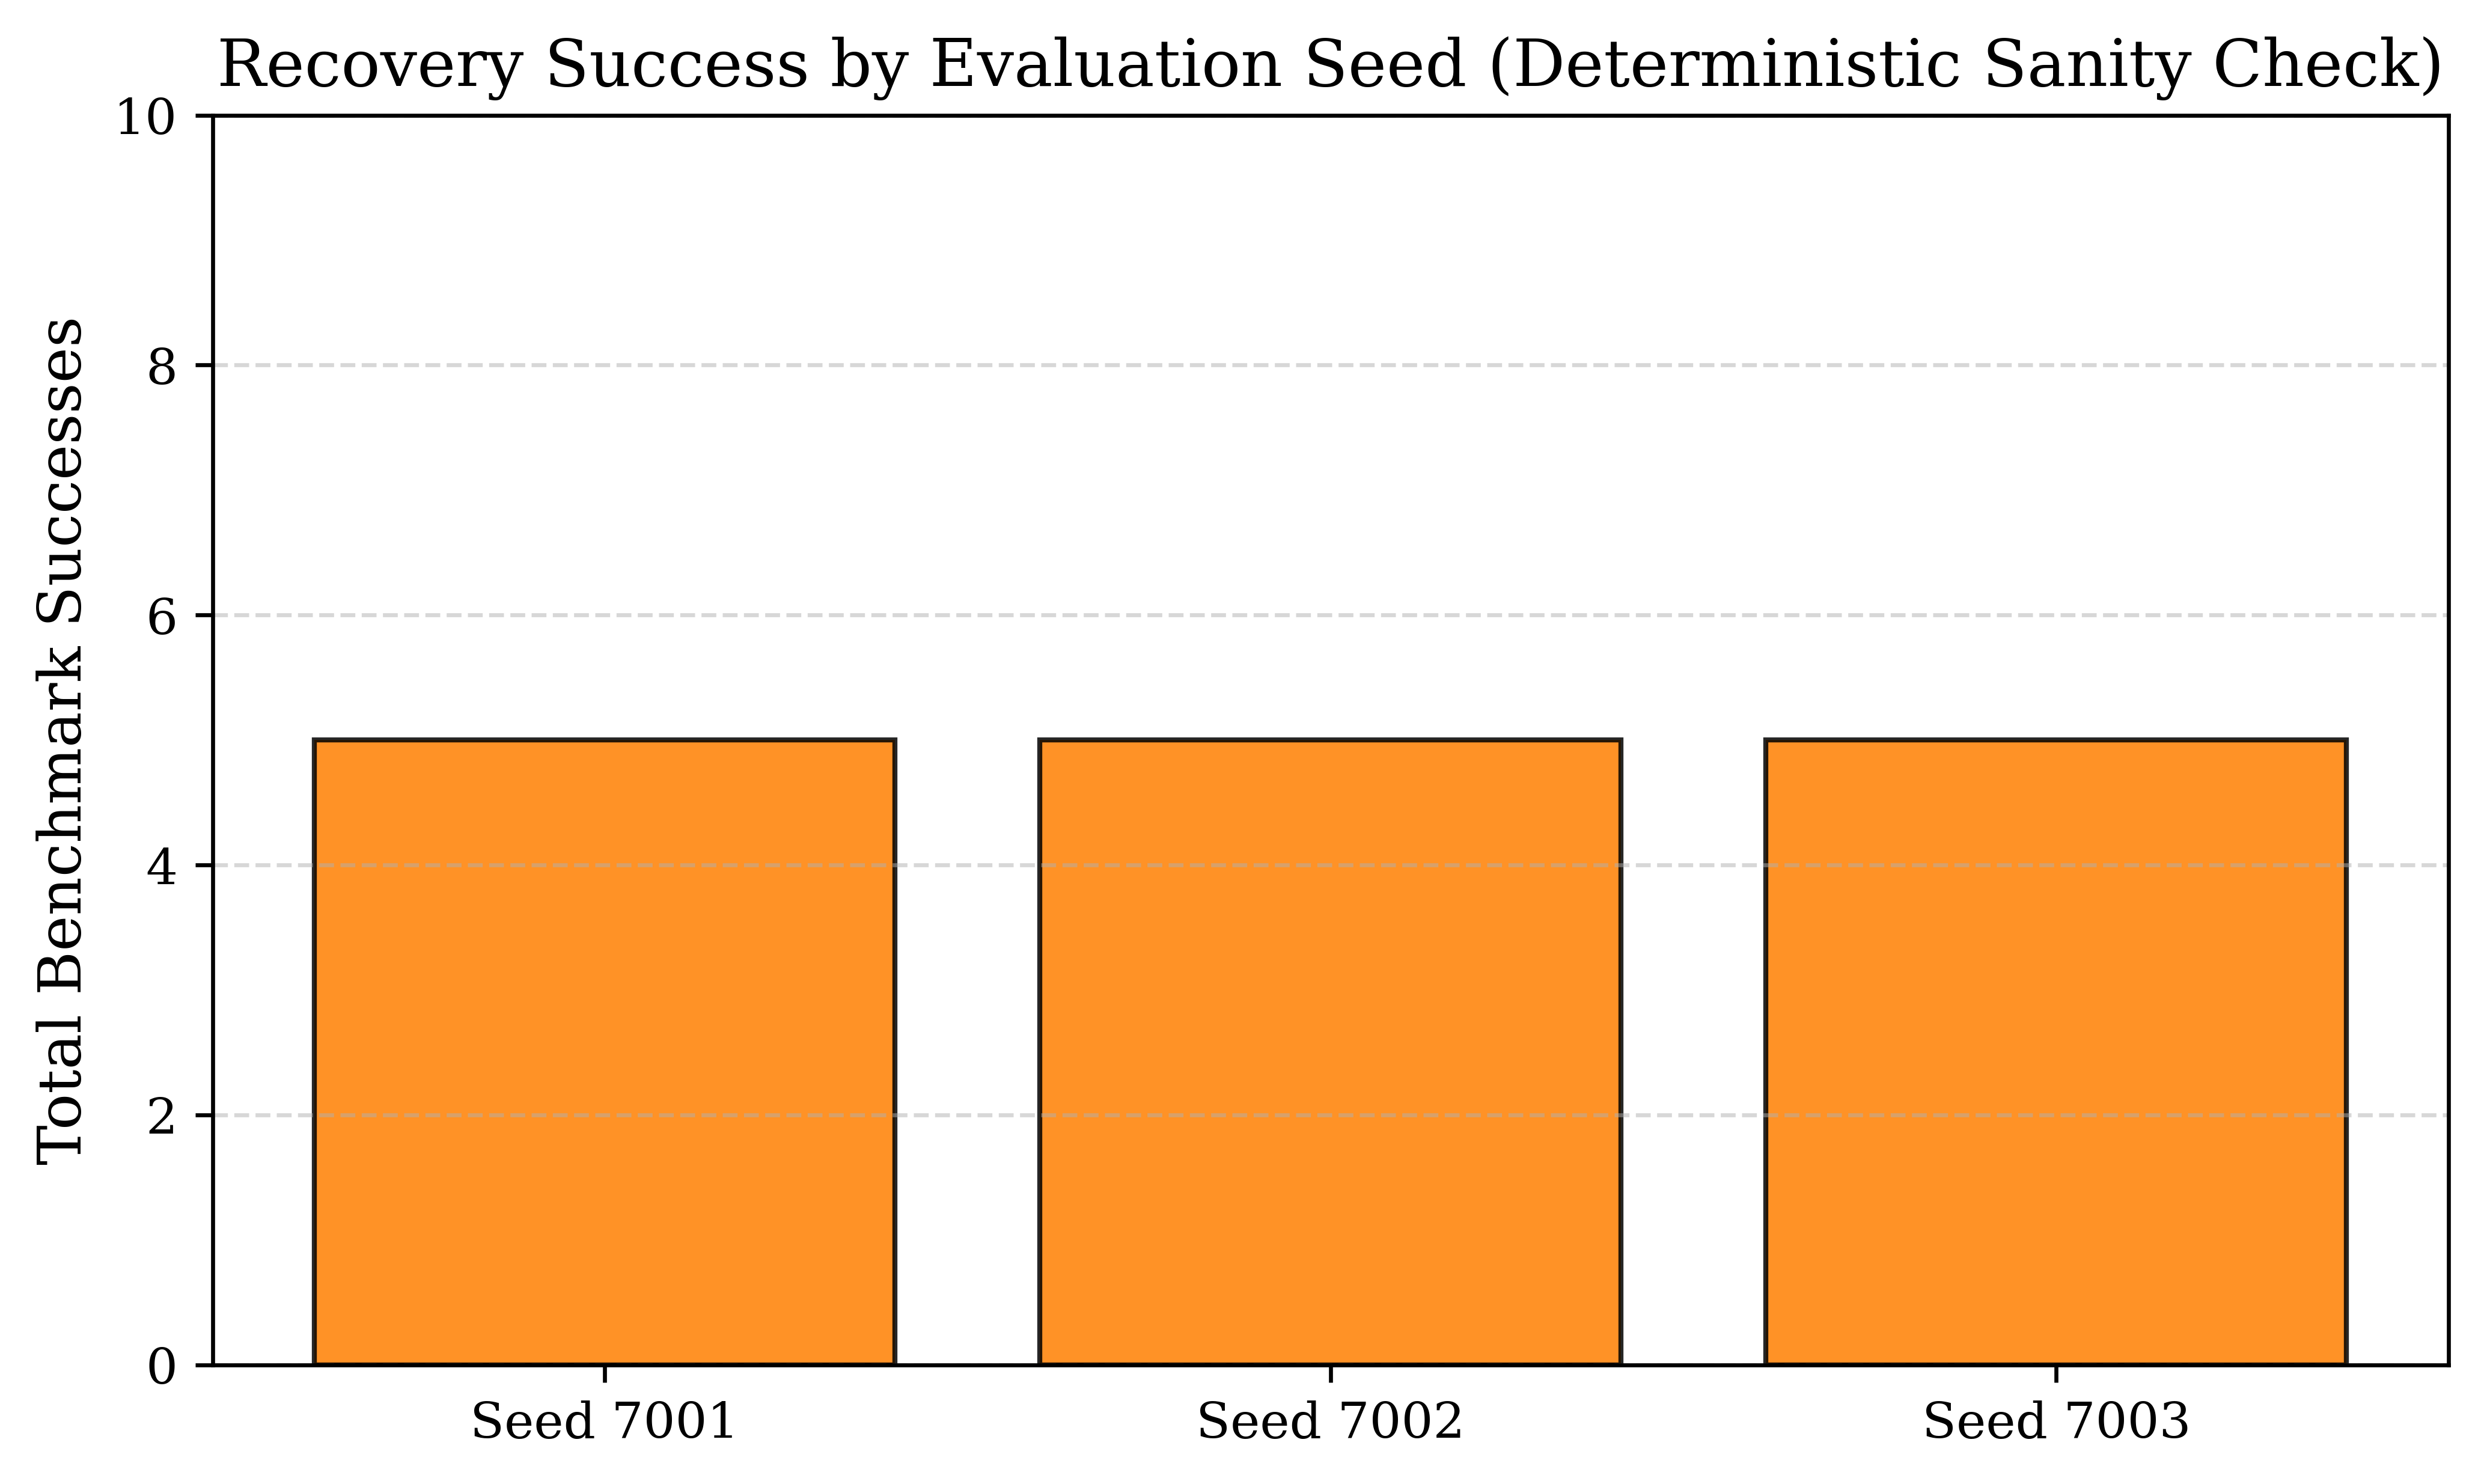 Recovery Success by Evaluation Seed (Deterministic Sanity Check)
Total Benchmark Successes
10
8
6
4
2
0
Seed 7001
Seed 7002
Seed 7003